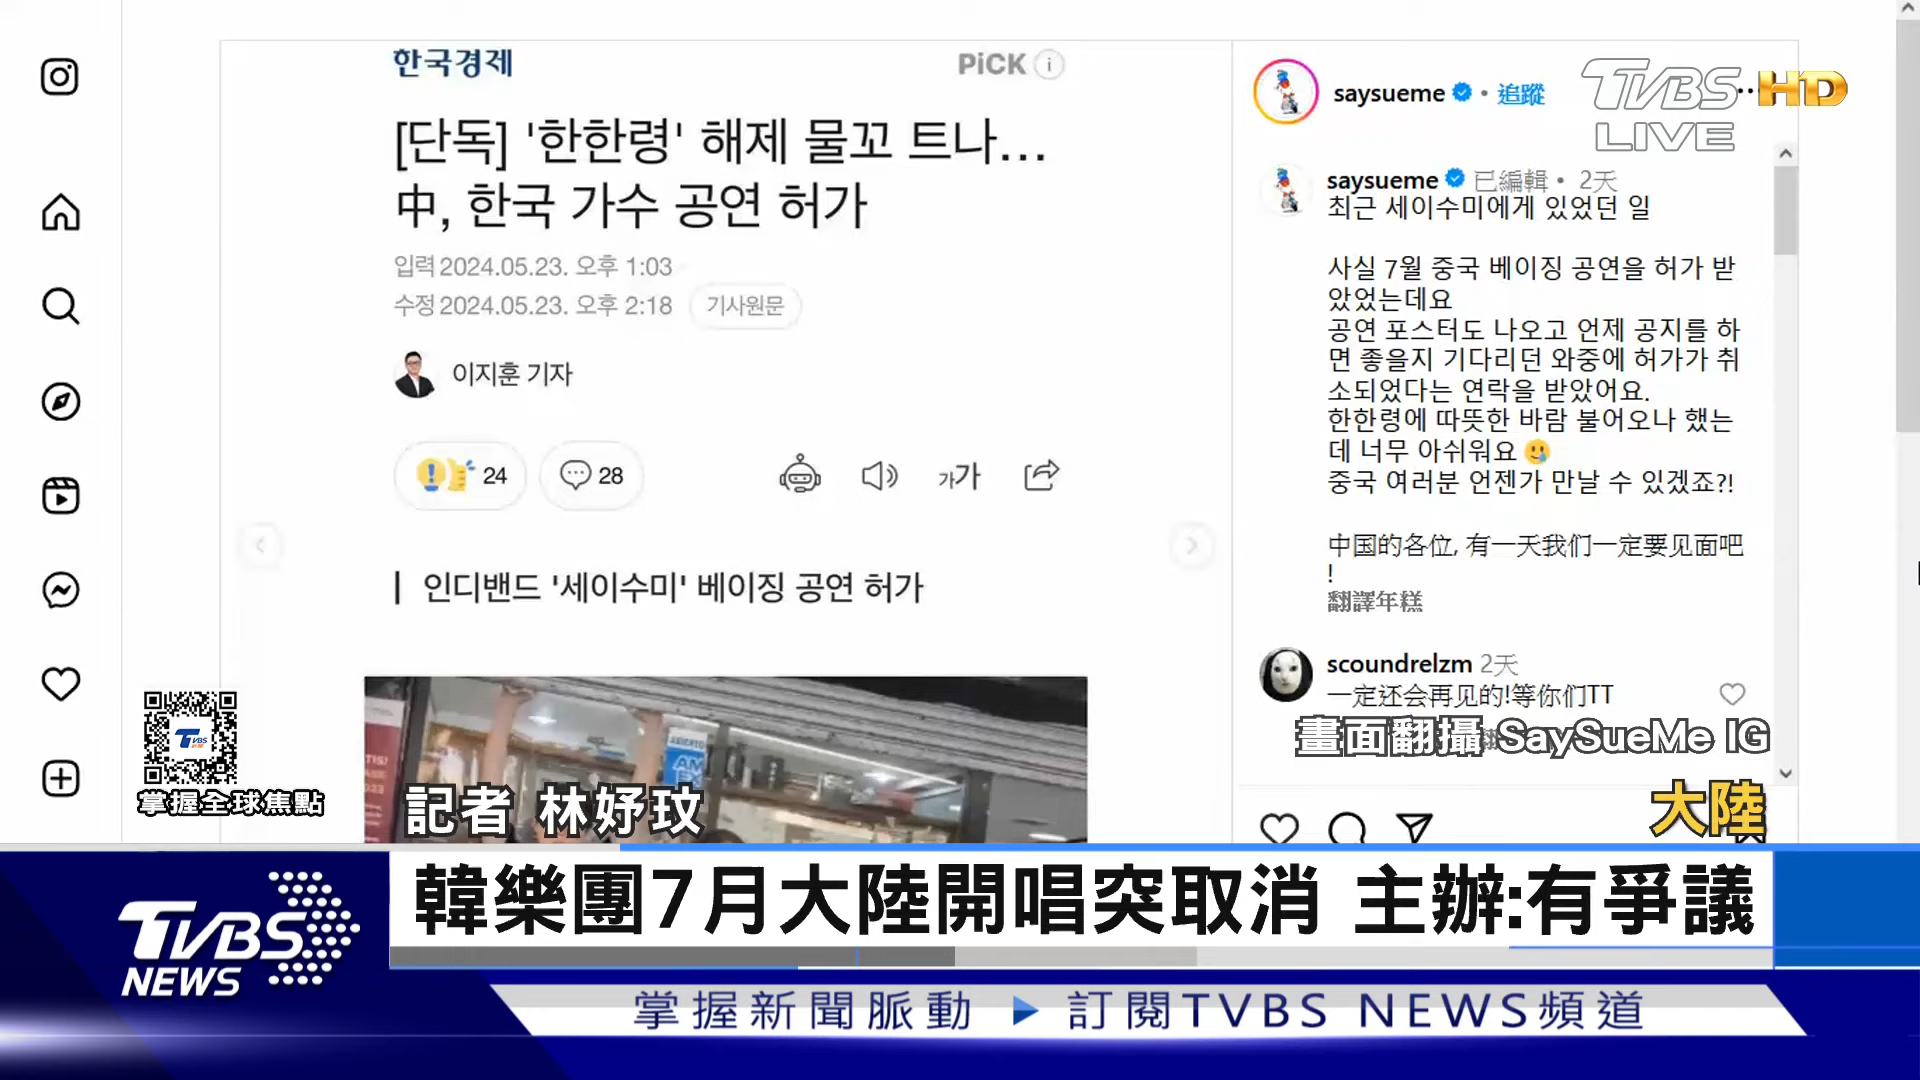 한국경제
PiCK
[단독] '한한령' 해제 물꼬 트나…
中, 한국 가수 공연 허가
입력 2024.05.23. 오후 1:03
수정 2024.05.23. 오후 2:18
기사원문
이지훈 기자
24
28
가가
인디밴드 '세이수미' 베이징 공연 허가
AM
EX
saysueme • 追蹤
TVBS HD
LIVE
saysueme 已編輯 • 2天
최근 세이수미에게 있었던 일
사실 7월 중국 베이징 공연을 허가 받
았었는데요
공연 포스터도 나오고 언제 공지를 하
면 좋을지 기다리던 와중에 허가가 취
소되었다는 연락을 받았어요.
한한령에 따뜻한 바람 불어오나 했는
데 너무 아쉬워요 🥲
중국 여러분 언젠가 만날 수 있겠죠?!
中国的各位, 有一天我们一定要见面吧
!
翻譯年糕
scoundrelzm 2天
一定还会再见的!等你们TT
畫面翻攝 SaySueMe IG
大陸
TVBS
掌握全球焦點
記者 林妤玟
韓樂團7月大陸開唱突取消 主辦:有爭議
TVBS
NEWS
掌握新聞脈動 ▶ 訂閱TVBS NEWS頻道